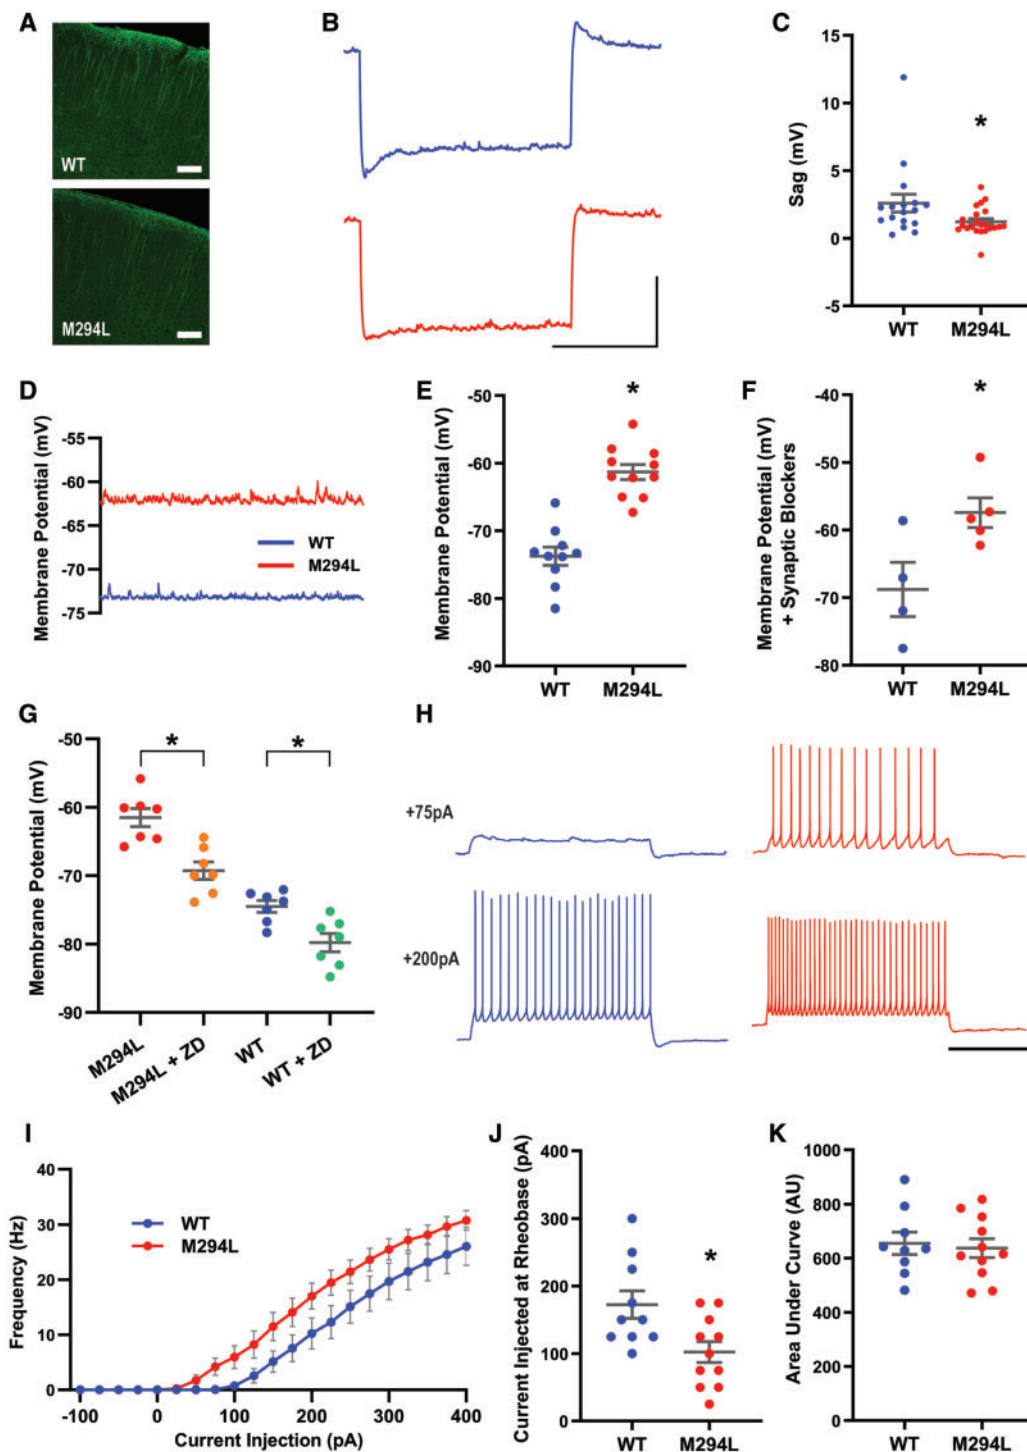 A
WT
M294L
B
C
Sag (mV)
15
10
5
0
-5
WT
M294L
*
D
Membrane Potential (mV)
-55
-60
-65
-70
-75
WT
M294L
E
Membrane Potential (mV)
-50
-60
-70
-80
-90
WT
M294L
*
F
Membrane Potential (mV)
+ Synaptic Blockers
-40
-50
-60
-70
-80
WT
M294L
*
G
Membrane Potential (mV)
-50
-60
-70
-80
-90
*
*
M294L
M294L + ZD
WT
WT + ZD
H
+75pA
+200pA
I
Frequency (Hz)
40
30
20
10
0
WT
M294L
-100
0
100
200
300
400
Current Injection (pA)
J
Current Injected at Rheobase (pA)
400
300
200
100
0
WT
M294L
*
K
Area Under Curve (AU)
1000
800
600
400
200
0
WT
M294L